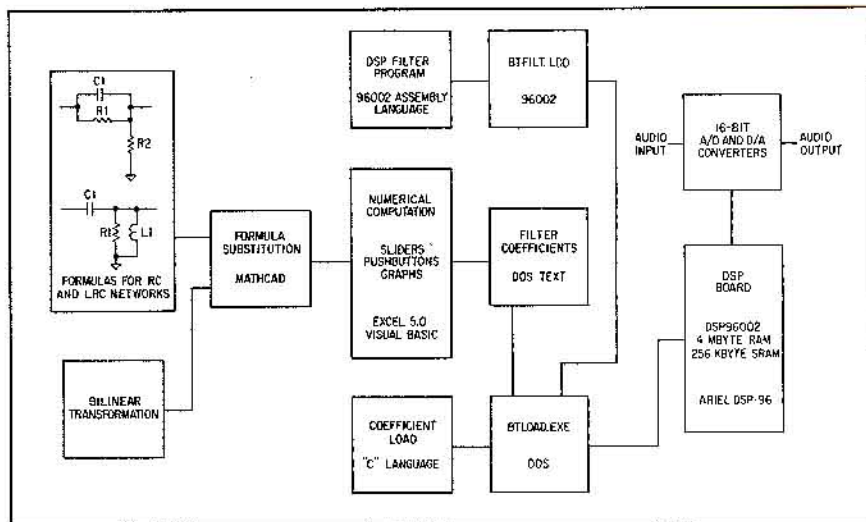 C1
R1
R2
C1
R1
L1
FORMULAS FOR RC
AND LRC NETWORKS
BILINEAR
TRANSFORMATION
FORMULA
SUBSTITUTION
MATHCAD
DSP FILTER
PROGRAM
96002 ASSEMBLY
LANGUAGE
NUMERICAL
COMPUTATION
SLIDERS
PUSHBUTTONS
GRAPHS
EXCEL 5.0
VISUAL BASIC
COEFFICIENT
LOAD
"C" LANGUAGE
BTFILT.LOD
96002
FILTER
COEFFICIENTS
DOS TEXT
BTLOAD.EXE
DOS
AUDIO
INPUT
16-BIT
A/D AND D/A
CONVERTERS
AUDIO
OUTPUT
DSP
BOARD
DSP96002
4 MBYTE RAM
256 KBYTE SRAM
ARIEL DSP-96